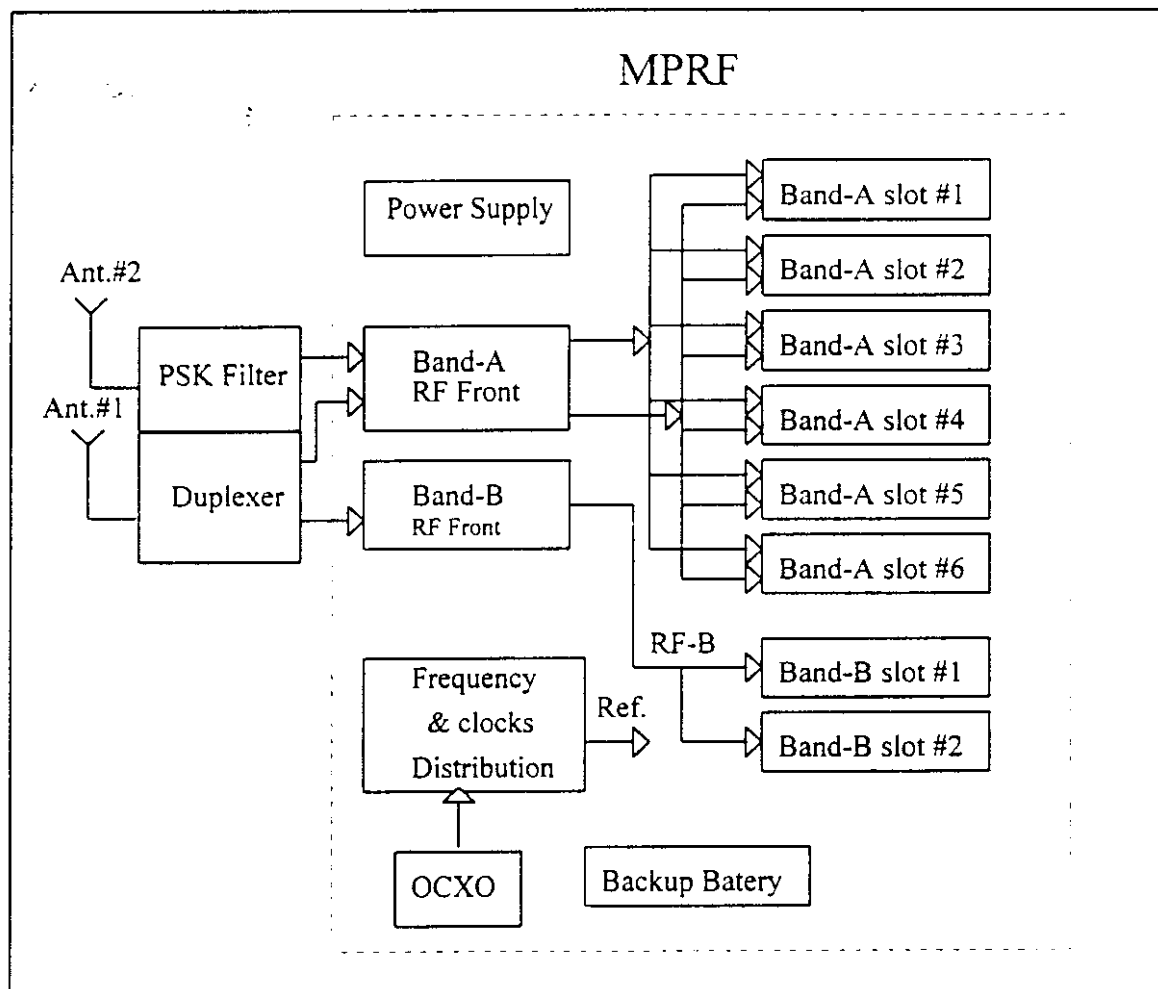 MPRF
Power Supply
Ant.#2
PSK Filter
Ant.#1
Duplexer
Band-A
RF Front
Band-B
RF Front
Frequency
& clocks
Distribution
Ref.
OCXO
Backup Batery
RF-B
Band-A slot #1
Band-A slot #2
Band-A slot #3
Band-A slot #4
Band-A slot #5
Band-A slot #6
Band-B slot #1
Band-B slot #2